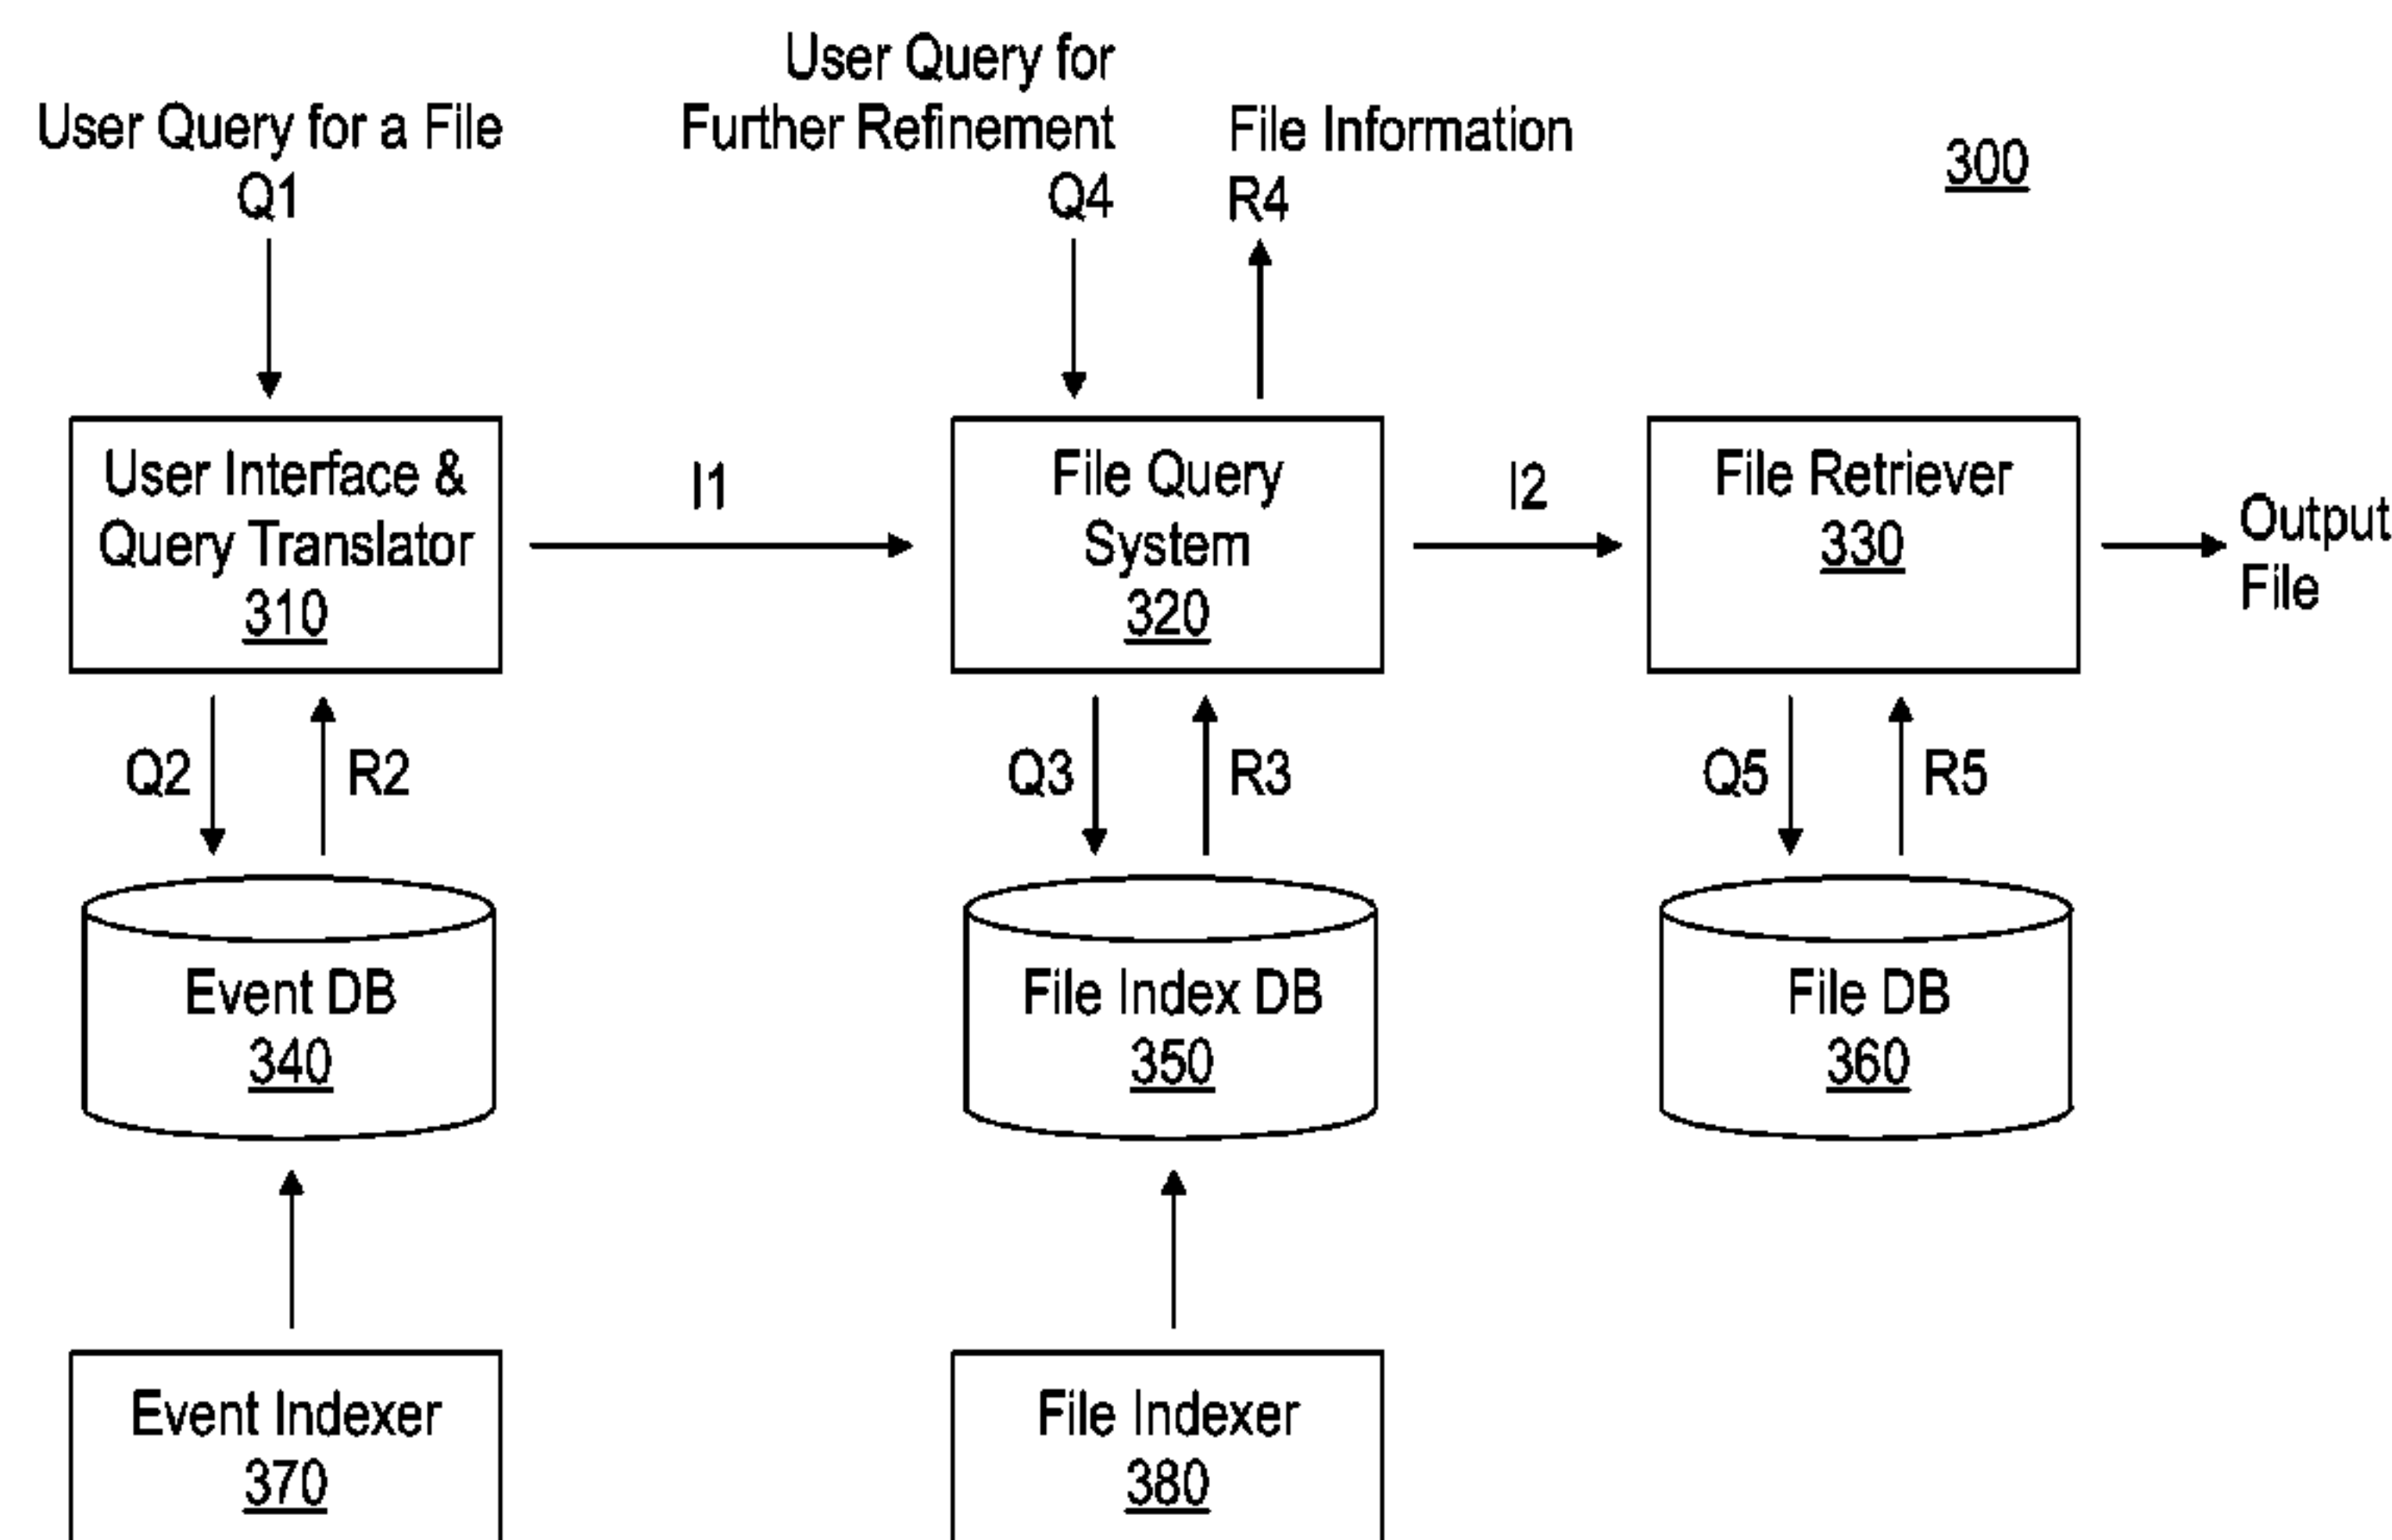 User Query for a File
Q1
User Query for
Further Refinement
Q4
File Information
R4
300
User Interface &
Query Translator
310
I1
File Query
System
320
I2
File Retriever
330
Output
File
Q2
R2
Q3
R3
Q5
R5
Event DB
340
File Index DB
350
File DB
360
Event Indexer
370
File Indexer
380